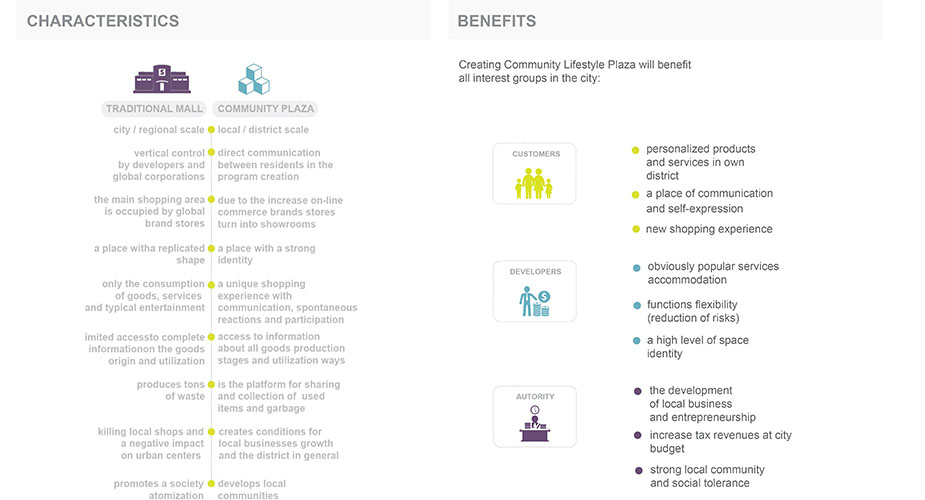 CHARACTERISTICS
TRADITIONAL MALL
COMMUNITY PLAZA
city / regional scale
local / district scale
vertical control
by developers and
global corporations
direct communication
between residents in the
program creation
the main shopping area
is occupied by global
brand stores
due to the increase on-line
commerce brands stores
turn into showrooms
a place witha replicated
shape
a place with a strong
identity
only the consumption
of goods, services
and typical entertainment
a unique shopping
experience with
communication, spontaneous
reactions and participation
imited accessto complete
informationon the goods
origin and utilization
access to information
about all goods production
stages and utilization ways
produces tons
of waste
is the platform for sharing
and collection of used
items and garbage
killing local shops and
a negative impact
on urban centers
creates conditions for
local businesses growth
and the district in general
promotes a society
atomization
develops local
communities
BENEFITS
Creating Community Lifestyle Plaza will benefit
all interest groups in the city:
CUSTOMERS
personalized products
and services in own
district
a place of communication
and self-expression
new shopping experience
DEVELOPERS
$
obviously popular services
accommodation
functions flexibility
(reduction of risks)
a high level of space
identity
AUTORITY
the development
of local business
and entrepreneurship
increase tax revenues at city
budget
strong local community
and social tolerance